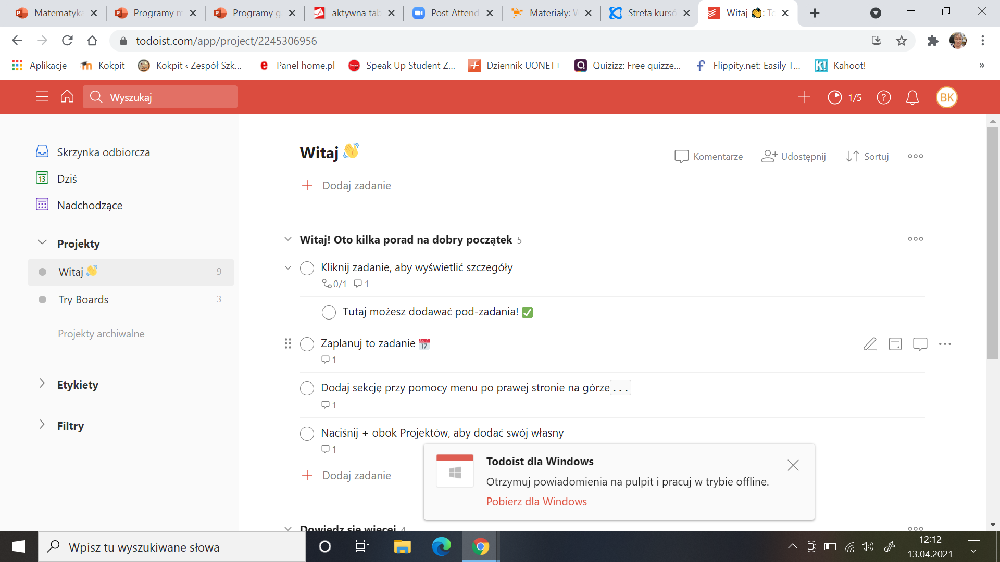 Matematyka
Programy m
Programy g
aktywna tab
Post Attend
Materiały: W
Strefa kursó
Witaj 👏: To
todoist.com/app/project/2245306956
Aplikacje
Kokpit
Kokpit ‹ Zespół Szk...
Panel home.pl
Speak Up Student Z...
Dziennik UONET+
Quizizz: Free quizze...
Flippity.net: Easily T...
Kahoot!
»
Wyszukaj
1/5
BK
Skrzynka odbiorcza
13
Dziś
Nadchodzące
Projekty
Witaj 👋 9
Try Boards 3
Projekty archiwalne
Etykiety
Filtry
Witaj 👋
Komentarze
Udostępnij
Sortuj
Dodaj zadanie
Witaj! Oto kilka porad na dobry początek 5
Kliknij zadanie, aby wyświetlić szczegóły
0/1 1
Tutaj możesz dodawać pod-zadania! ✅
Zaplanuj to zadanie 📅
1
Dodaj sekcję przy pomocy menu po prawej stronie na górze ...
1
Naciśnij + obok Projektów, aby dodać swój własny
1
Dodaj zadanie
Todoist dla Windows
Otrzymuj powiadomienia na pulpit i pracuj w trybie offline.
Pobierz dla Windows
Dowiedz się więcej 4
Wpisz tu wyszukiwane słowa
12:12
13.04.2021